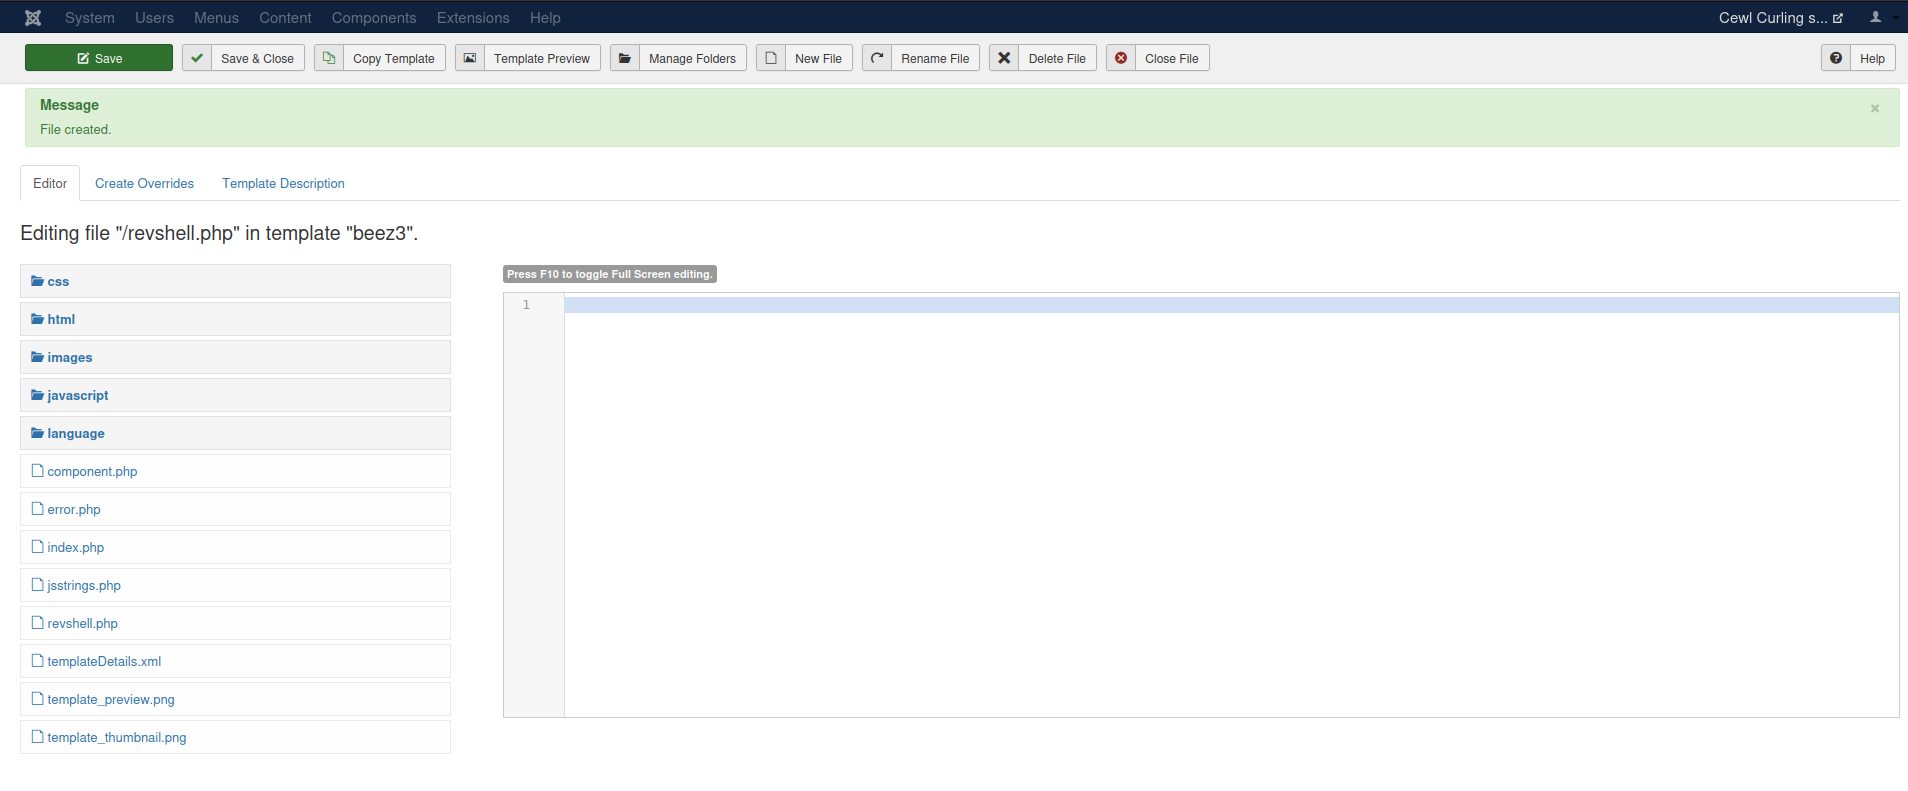 System Users Menus Content Components Extensions Help Cewl Curling s...
Save Save & Close Copy Template Template Preview Manage Folders New File Rename File Delete File Close File Help
Message
File created.
Editor Create Overrides Template Description
Editing file "/revshell.php" in template "beez3".
css
html
images
javascript
language
component.php
error.php
index.php
jsstrings.php
revshell.php
templateDetails.xml
template_preview.png
template_thumbnail.png
Press F10 to toggle Full Screen editing.
1